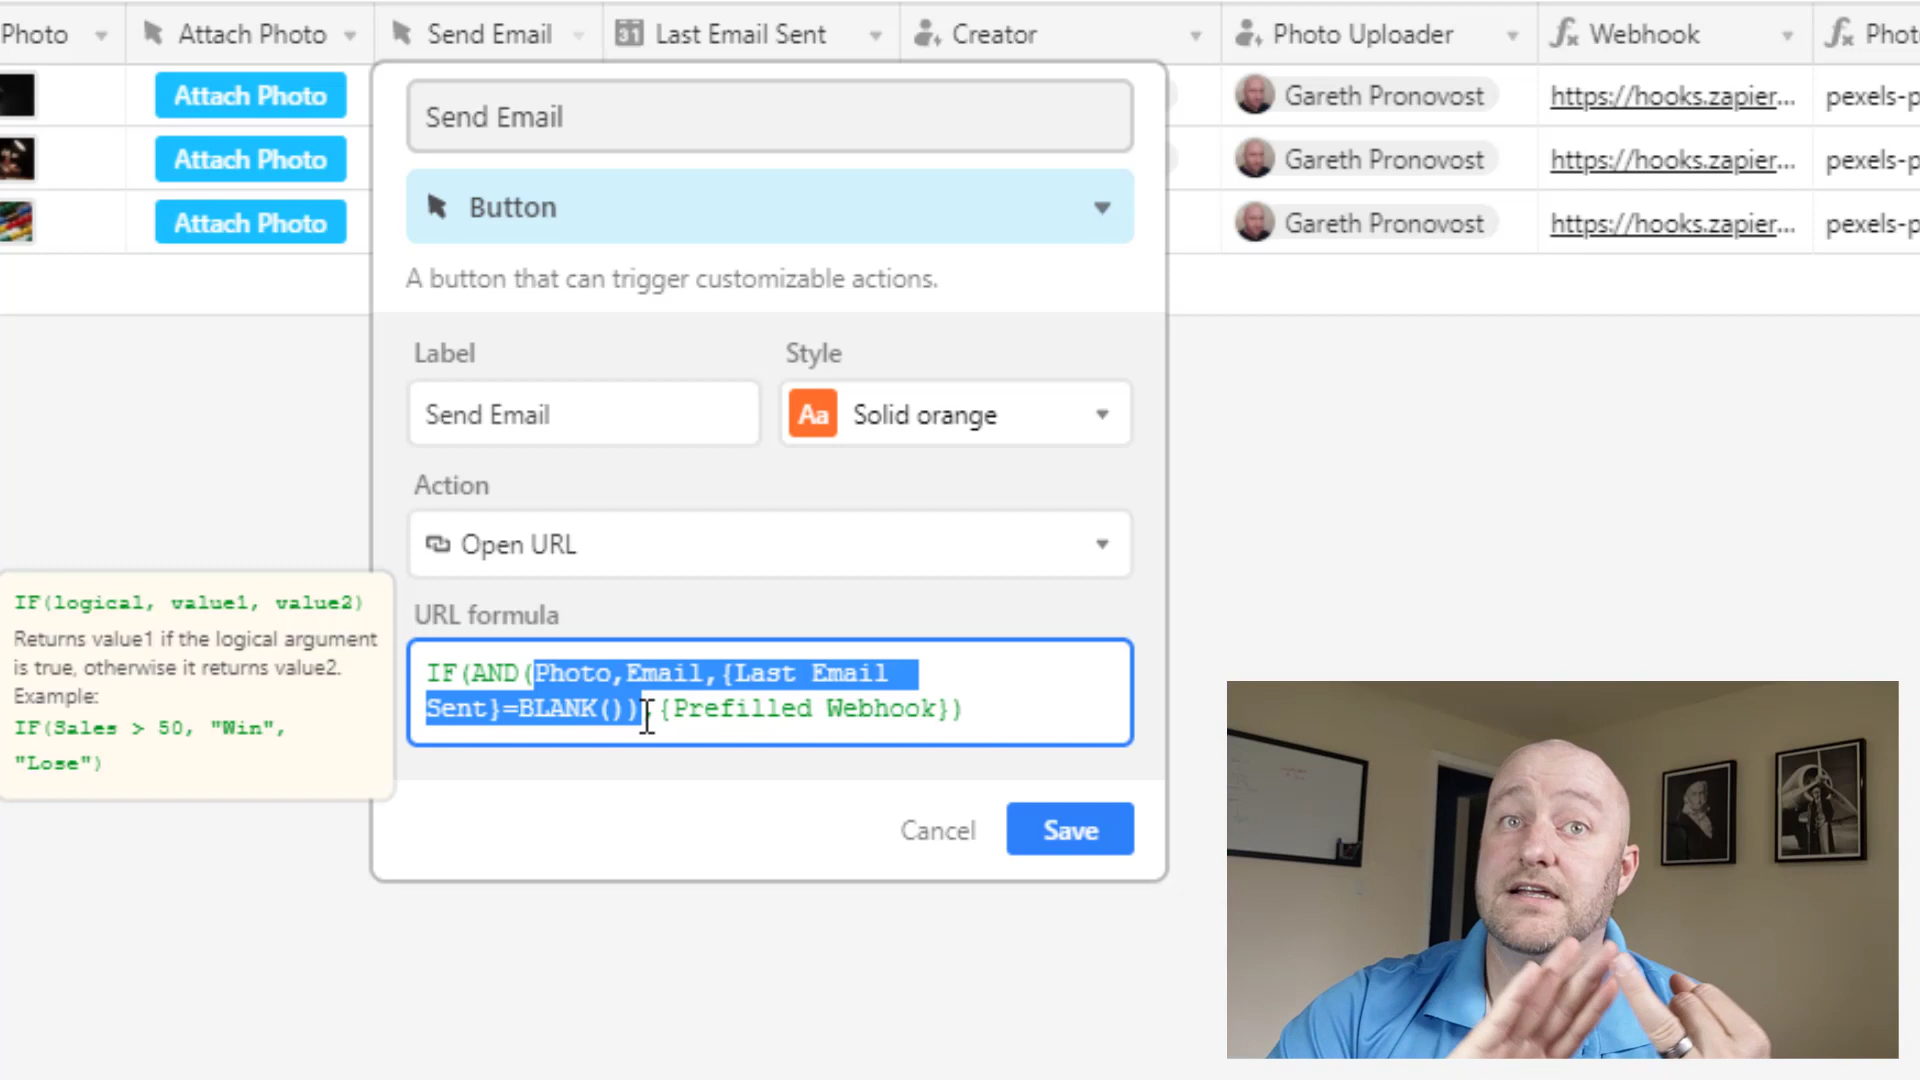 Photo Attach Photo Send Email Last Email Sent Creator Photo Uploader Webhook Phot
31
Attach Photo Gareth Pronovost https://hooks.zapier... pexels-p
Attach Photo Gareth Pronovost https://hooks.zapier... pexels-p
Attach Photo Gareth Pronovost https://hooks.zapier... pexels-p
Send Email
Button
A button that can trigger customizable actions.
Label Style
Send Email Aa Solid orange
Action
Open URL
URL formula
IF(AND(Photo,Email,{Last Email
Sent}=BLANK()),{Prefilled Webhook})
Cancel Save
IF(logical, value1, value2)
Returns value1 if the logical argument
is true, otherwise it returns value2.
Example:
IF(Sales > 50, "Win",
"Lose")